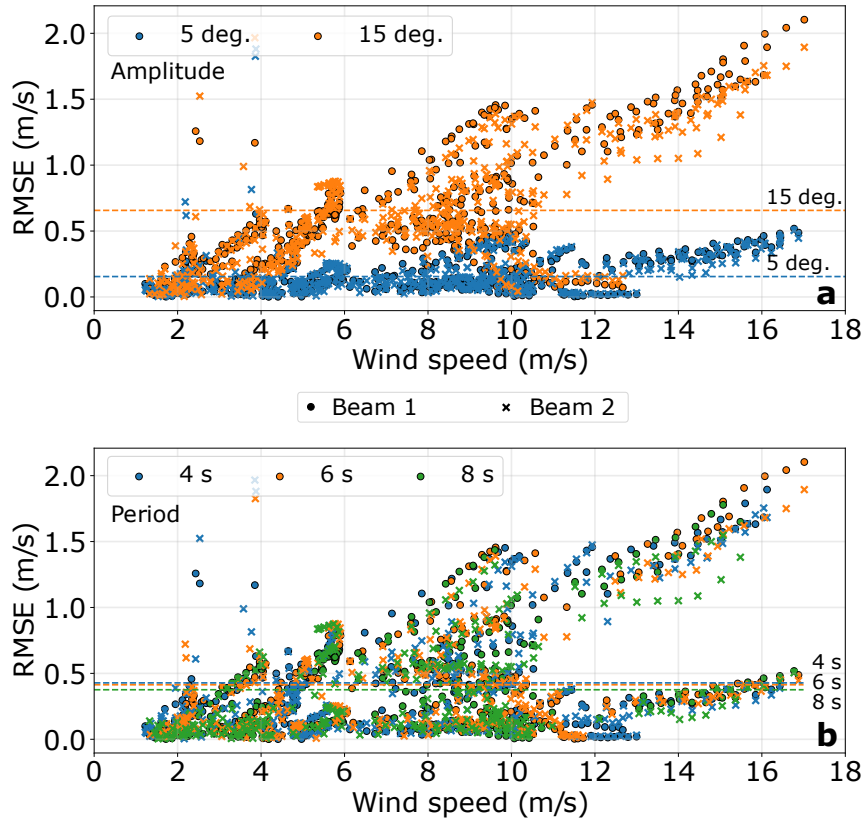 2.0
1.5
1.0
0.5
0.0
RMSE (m/s)
5 deg.
15 deg.
Amplitude
15 deg.
5 deg.
a
0
2
4
6
8
10
12
14
16
18
Wind speed (m/s)
Beam 1
Beam 2
2.0
1.5
1.0
0.5
0.0
RMSE (m/s)
4 s
6 s
8 s
Period
4 s
6 s
8 s
b
0
2
4
6
8
10
12
14
16
18
Wind speed (m/s)